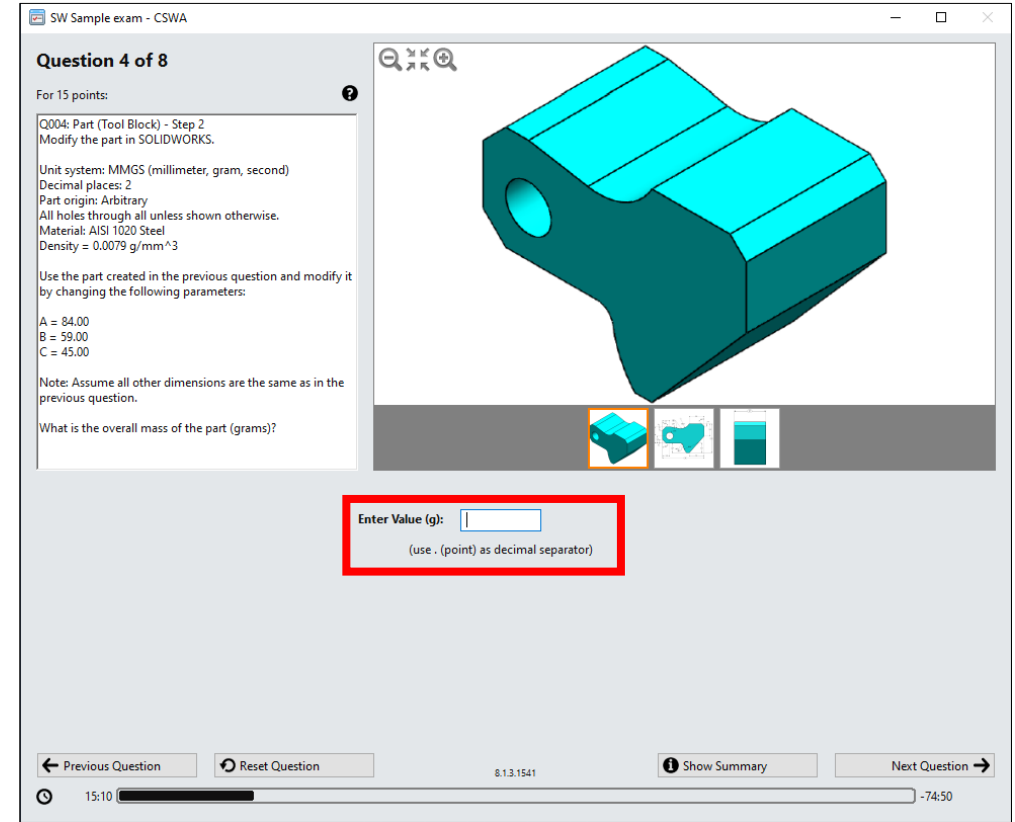 SW Sample exam - CSWA
Question 4 of 8
For 15 points:
Q004: Part (Tool Block) - Step 2
Modify the part in SOLIDWORKS.
Unit system: MMGS (millimeter, gram, second)
Decimal places: 2
Part origin: Arbitrary
All holes through all unless shown otherwise.
Material: AISI 1020 Steel
Density = 0.0079 g/mm^3
Use the part created in the previous question and modify it
by changing the following parameters:
A = 84.00
B = 59.00
C = 45.00
Note: Assume all other dimensions are the same as in the
previous question.
What is the overall mass of the part (grams)?
Enter Value (g):
(use . (point) as decimal separator)
Previous Question
Reset Question
8.1.3.1541
Show Summary
Next Question
15:10
-74:50